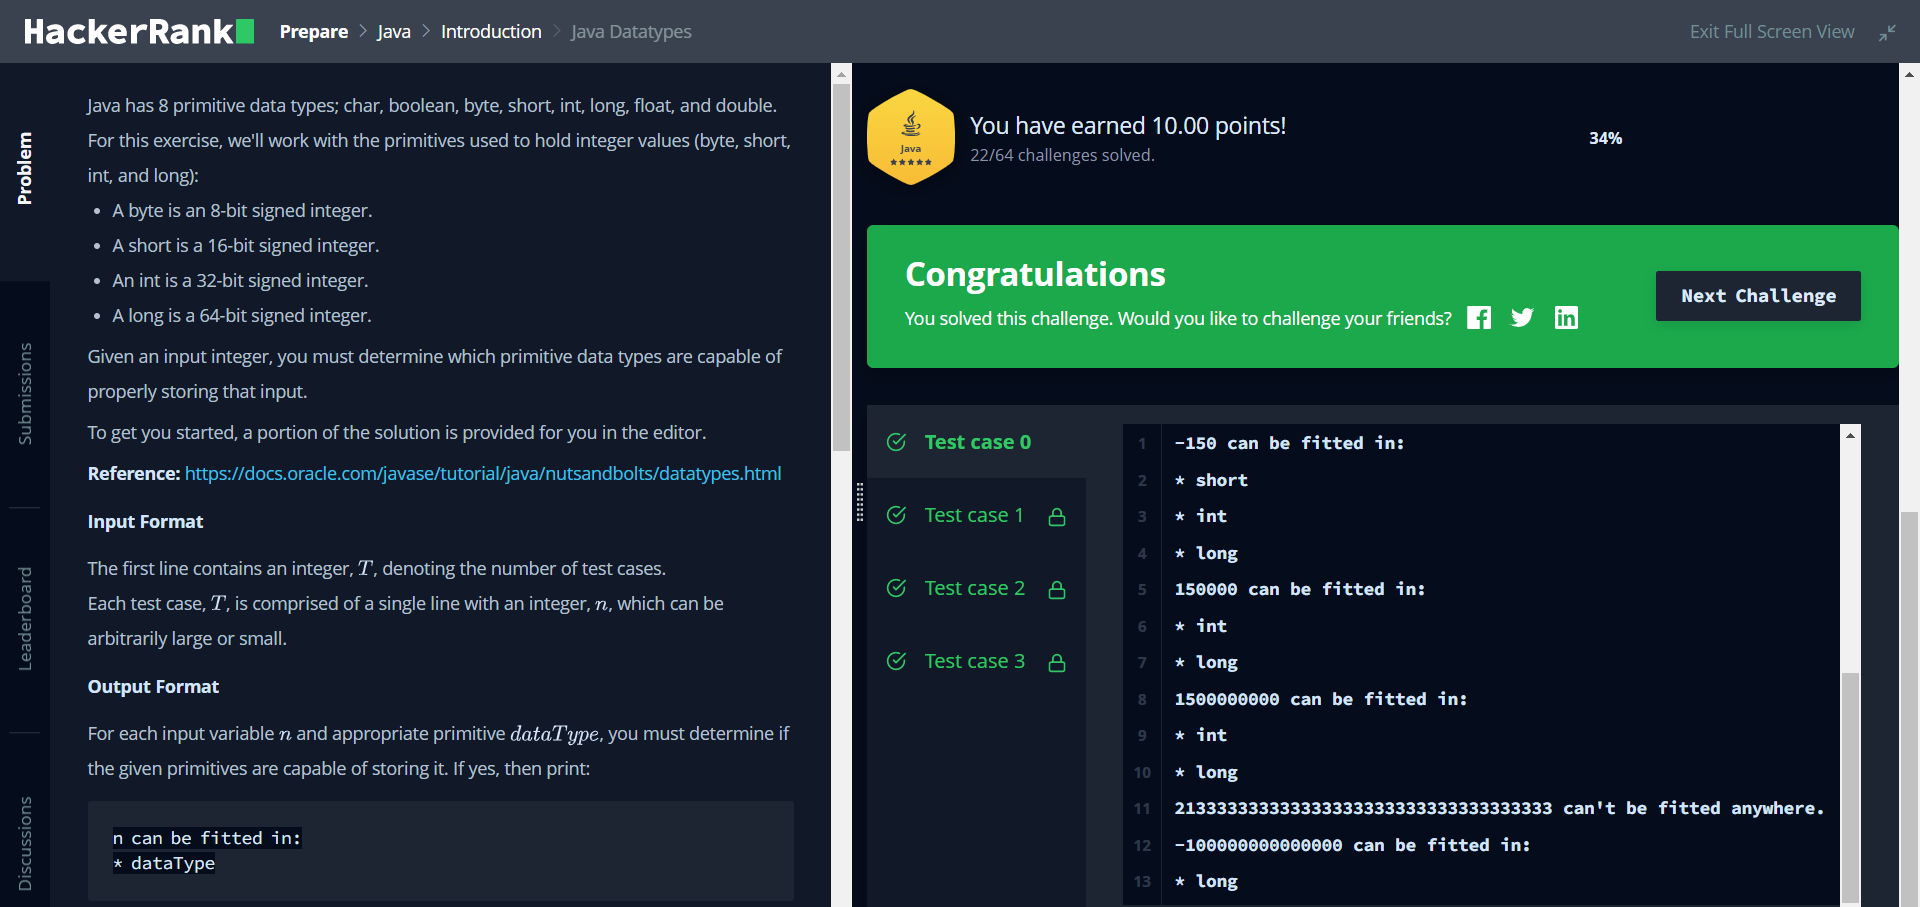 HackerRank
Prepare > Java > Introduction > Java Datatypes
Exit Full Screen View
Problem
Submissions
Leaderboard
Discussions
Java has 8 primitive data types; char, boolean, byte, short, int, long, float, and double.
For this exercise, we'll work with the primitives used to hold integer values (byte, short,
int, and long):
• A byte is an 8-bit signed integer.
• A short is a 16-bit signed integer.
• An int is a 32-bit signed integer.
• A long is a 64-bit signed integer.
Given an input integer, you must determine which primitive data types are capable of
properly storing that input.
To get you started, a portion of the solution is provided for you in the editor.
Reference: https://docs.oracle.com/javase/tutorial/java/nutsandbolts/datatypes.html
Input Format
The first line contains an integer, T, denoting the number of test cases.
Each test case, T, is comprised of a single line with an integer, n, which can be
arbitrarily large or small.
Output Format
For each input variable n and appropriate primitive dataType, you must determine if
the given primitives are capable of storing it. If yes, then print:
n can be fitted in:
* dataType
Java
You have earned 10.00 points!
22/64 challenges solved.
34%
Congratulations
You solved this challenge. Would you like to challenge your friends?
Next Challenge
Test case 0
Test case 1
Test case 2
Test case 3
1 -150 can be fitted in:
2 * short
3 * int
4 * long
5 150000 can be fitted in:
6 * int
7 * long
8 1500000000 can be fitted in:
9 * int
10 * long
11 213333333333333333333333333333333333 can't be fitted anywhere.
12 -100000000000000 can be fitted in:
13 * long